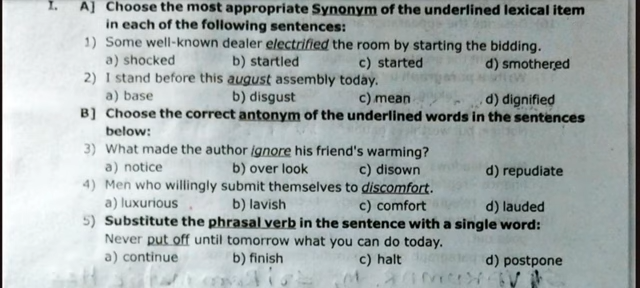 I. A] Choose the most appropriate Synonym of the underlined lexical item
in each of the following sentences:
1) Some well-known dealer electrified the room by starting the bidding.
a) shocked b) startled c) started d) smothered
2) I stand before this august assembly today.
a) base b) disgust c) mean d) dignified
B] Choose the correct antonym of the underlined words in the sentences
below:
3) What made the author ignore his friend's warming?
a) notice b) over look c) disown d) repudiate
4) Men who willingly submit themselves to discomfort.
a) luxurious b) lavish c) comfort d) lauded
5) Substitute the phrasal verb in the sentence with a single word:
Never put off until tomorrow what you can do today.
a) continue b) finish c) halt d) postpone